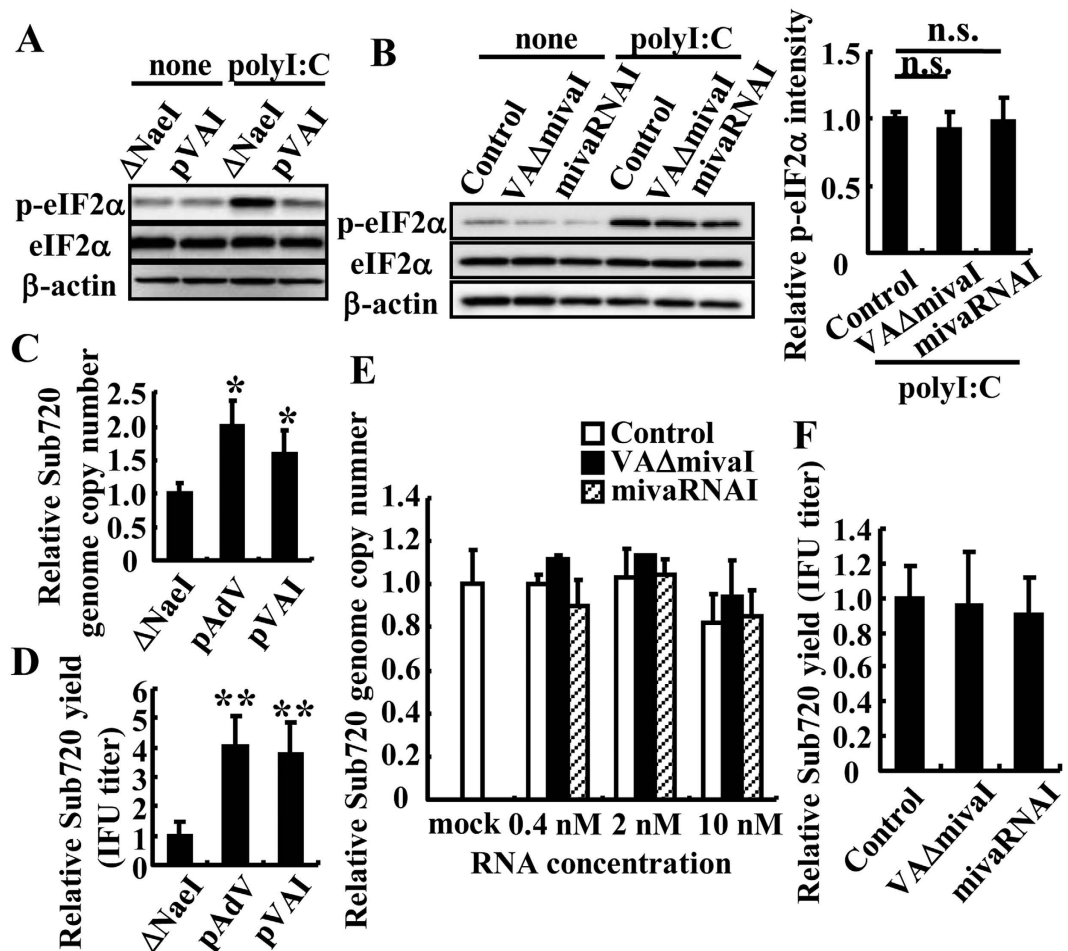 A
none polyI:C
ΔNaeI pVAI ΔNaeI pVAI
p-eIF2α
eIF2α
β-actin
B
none polyI:C
Control VAΔmivaI mivaRNAI Control VAΔmivaI mivaRNAI
p-eIF2α
eIF2α
β-actin
Relative p-eIF2α intensity
1.5
1.0
0.5
0
n.s.
n.s.
Control VAΔmivaI mivaRNAI
polyI:C
C
Relative Sub720
genome copy number
2.5
2.0
1.5
1.0
0.5
0
* *
ΔNaeI pAdV pVAI
D
Relative Sub720 yield
(IFU titer)
6
5
4
3
2
1
0
** **
ΔNaeI pAdV pVAI
E
Control
VAΔmivaI
mivaRNAI
Relative Sub720 genome copy numner
1.4
1.2
1.0
0.8
0.6
0.4
0.2
0
mock 0.4 nM 2 nM 10 nM
RNA concentration
F
Relative Sub720 yield (IFU titer)
1.4
1.2
1.0
0.8
0.6
0.4
0.2
0
Control VAΔmivaI mivaRNAI